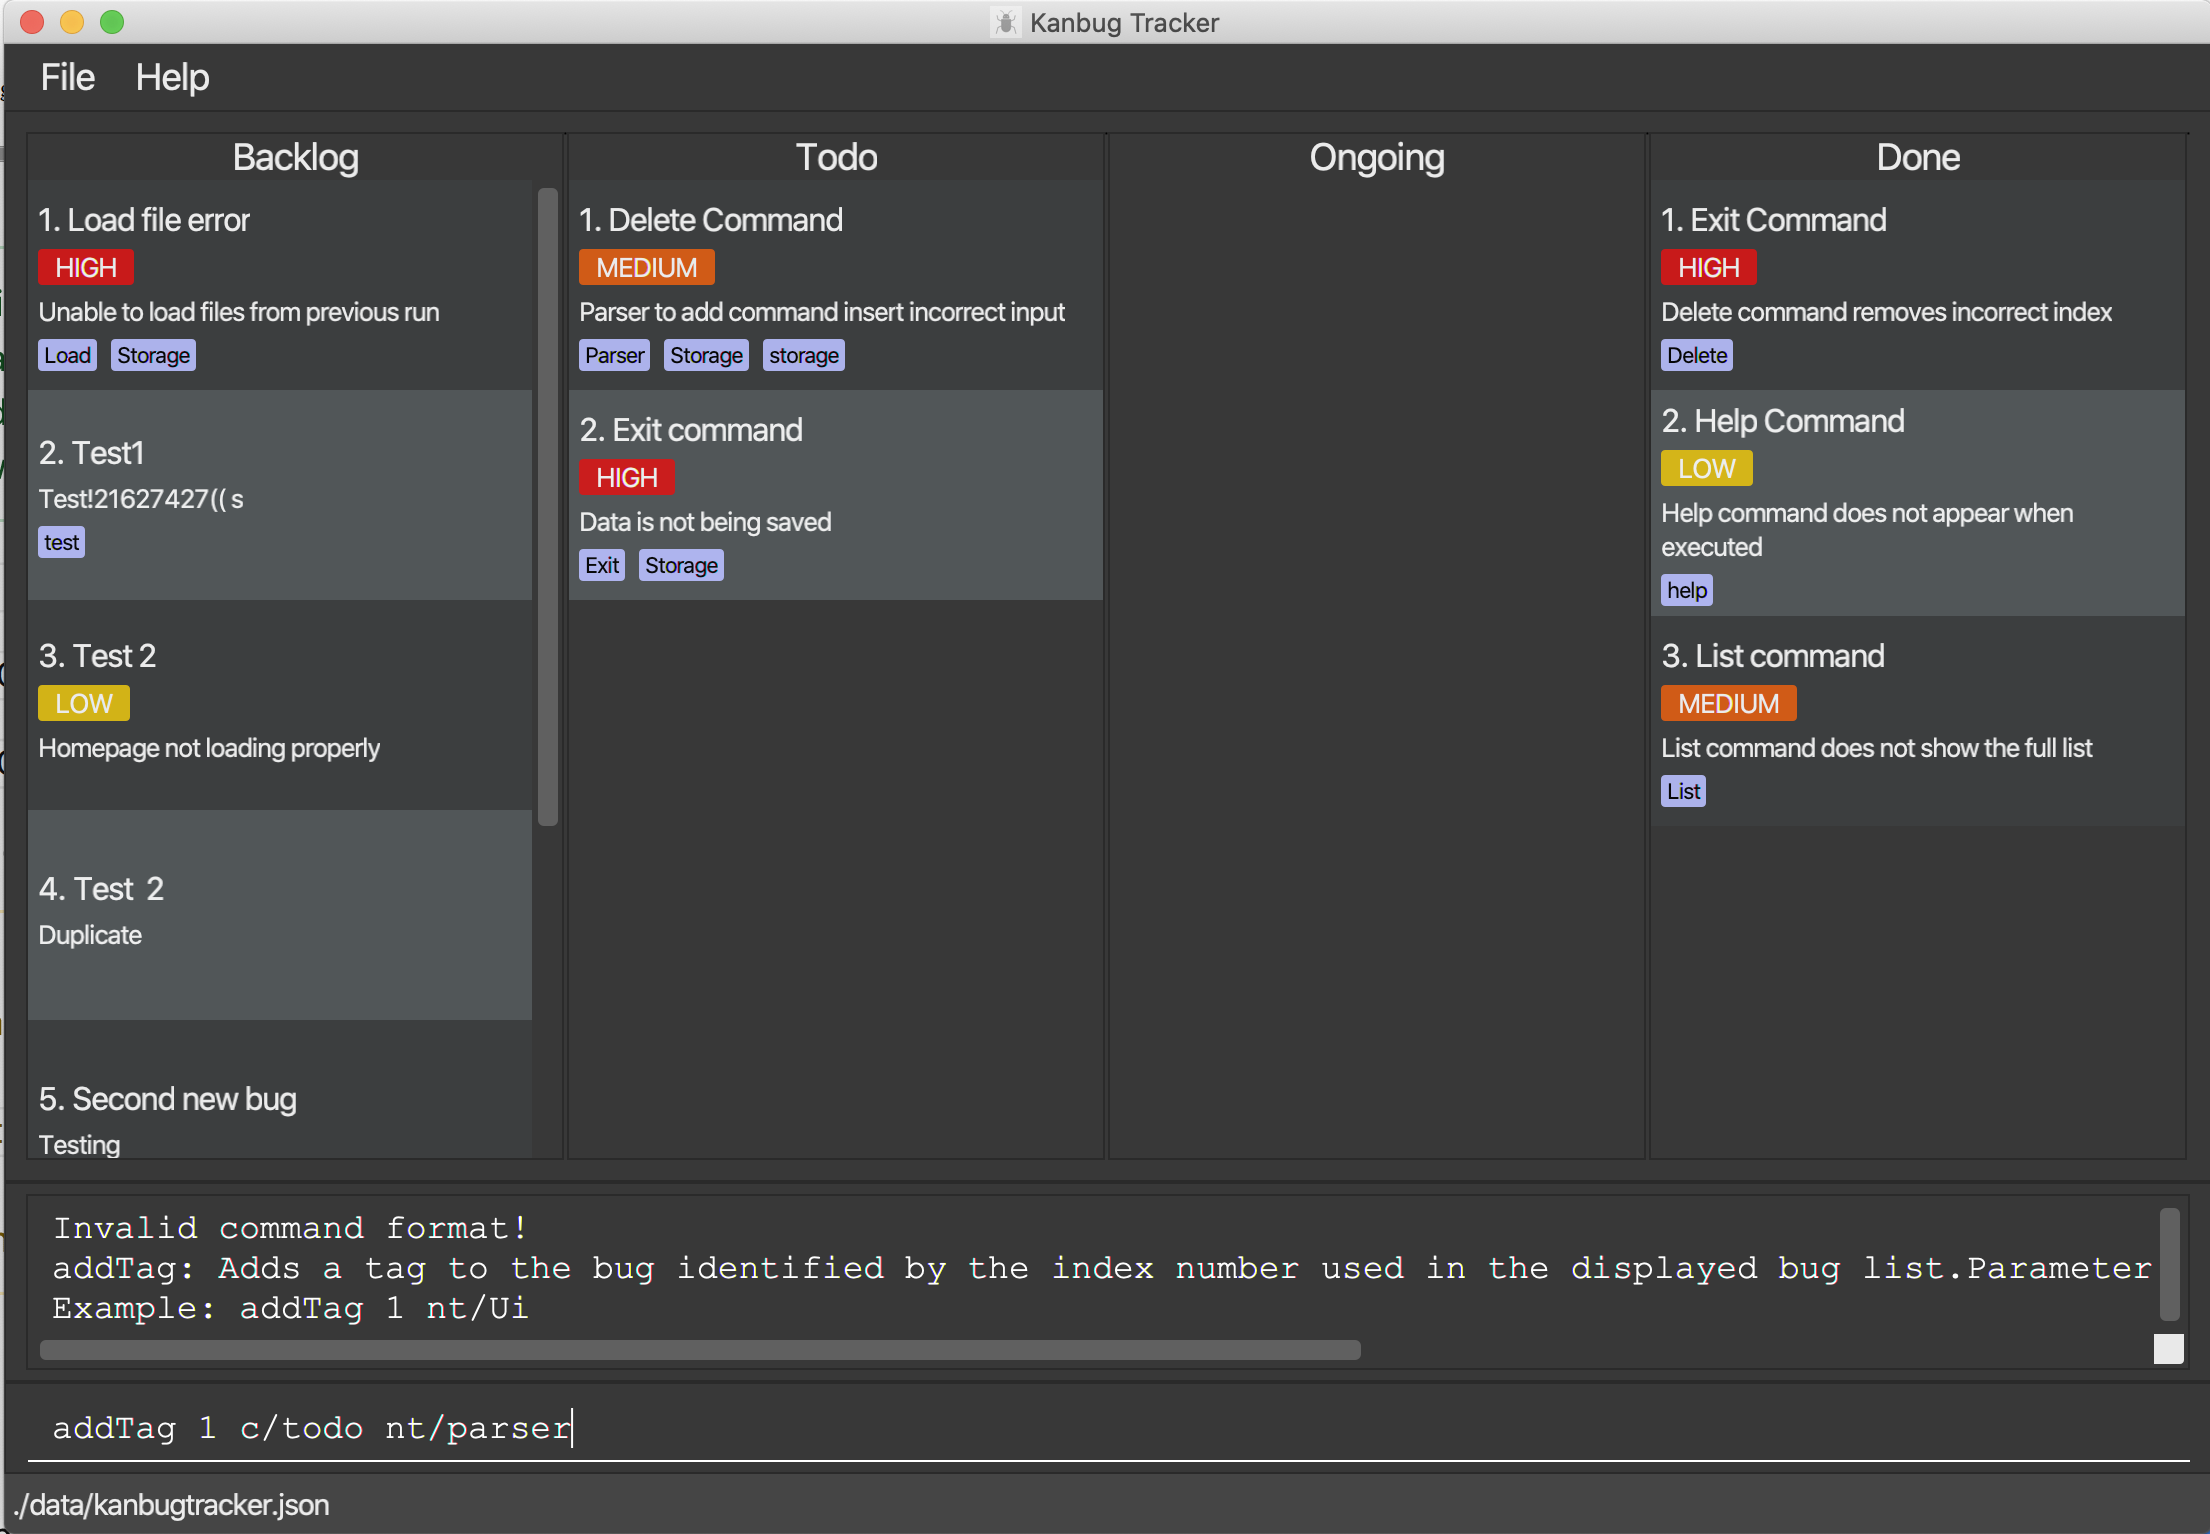 Kanbug Tracker
File Help
Backlog
1. Load file error
HIGH
Unable to load files from previous run
Load Storage
2. Test1
Test!21627427(( s
test
3. Test 2
LOW
Homepage not loading properly
4. Test  2
Duplicate
5. Second new bug
Testing
Todo
1. Delete Command
MEDIUM
Parser to add command insert incorrect input
Parser Storage storage
2. Exit command
HIGH
Data is not being saved
Exit Storage
Ongoing
Done
1. Exit Command
HIGH
Delete command removes incorrect index
Delete
2. Help Command
LOW
Help command does not appear when
executed
help
3. List command
MEDIUM
List command does not show the full list
List
Invalid command format!
addTag: Adds a tag to the bug identified by the index number used in the displayed bug list.Parameter
Example: addTag 1 nt/Ui
addTag 1 c/todo nt/parser
./data/kanbugtracker.json